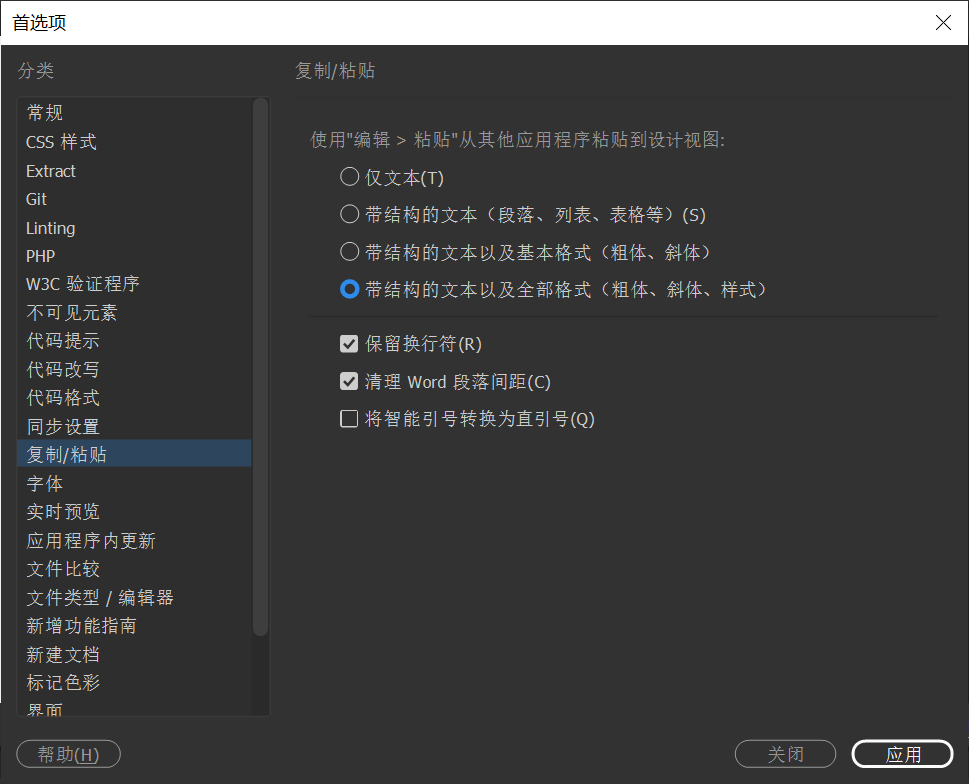 首选项
分类
常规
CSS 样式
Extract
Git
Linting
PHP
W3C 验证程序
不可见元素
代码提示
代码改写
代码格式
同步设置
复制/粘贴
字体
实时预览
应用程序内更新
文件比较
文件类型 / 编辑器
新增功能指南
新建文档
标记色彩
界面
复制/粘贴
使用"编辑 > 粘贴"从其他应用程序粘贴到设计视图:
仅文本(T)
带结构的文本（段落、列表、表格等）(S)
带结构的文本以及基本格式（粗体、斜体）
带结构的文本以及全部格式（粗体、斜体、样式）
保留换行符(R)
清理 Word 段落间距(C)
将智能引号转换为直引号(Q)
帮助(H)
关闭
应用